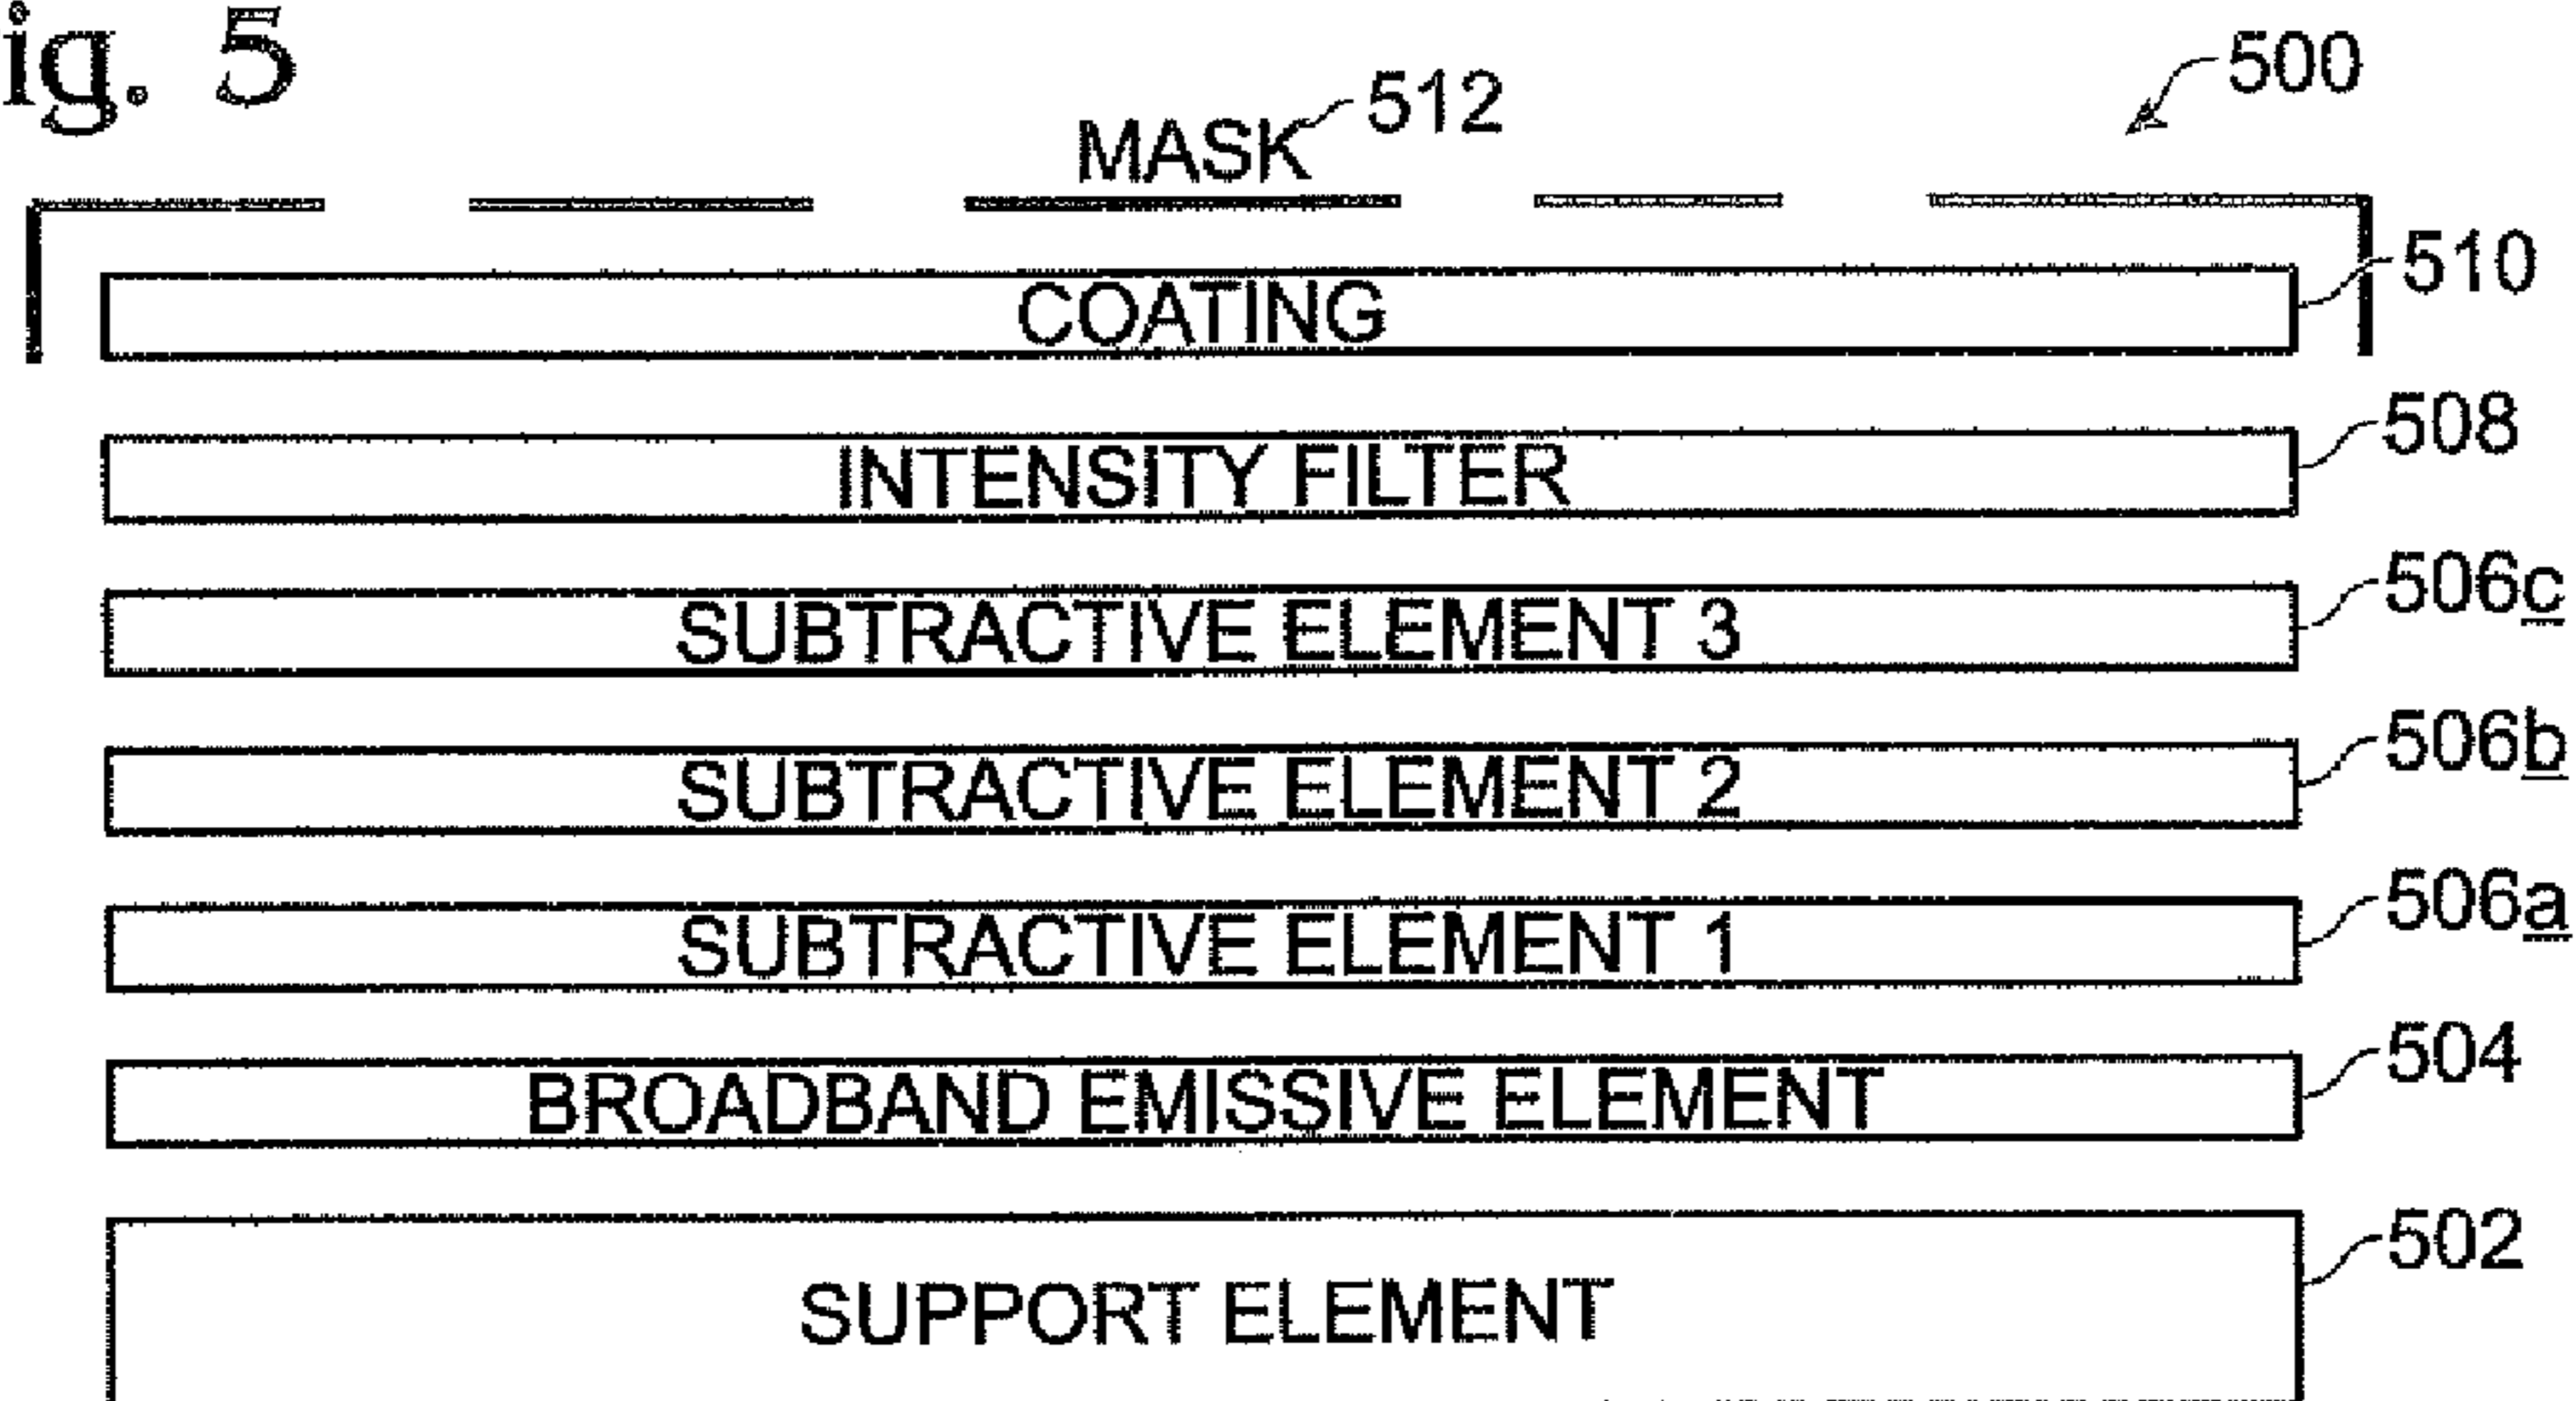 ig. 5
500
MASK 512
COATING 510
INTENSITY FILTER 508
SUBTRACTIVE ELEMENT 3 506c
SUBTRACTIVE ELEMENT 2 506b
SUBTRACTIVE ELEMENT 1 506a
BROADBAND EMISSIVE ELEMENT 504
SUPPORT ELEMENT 502